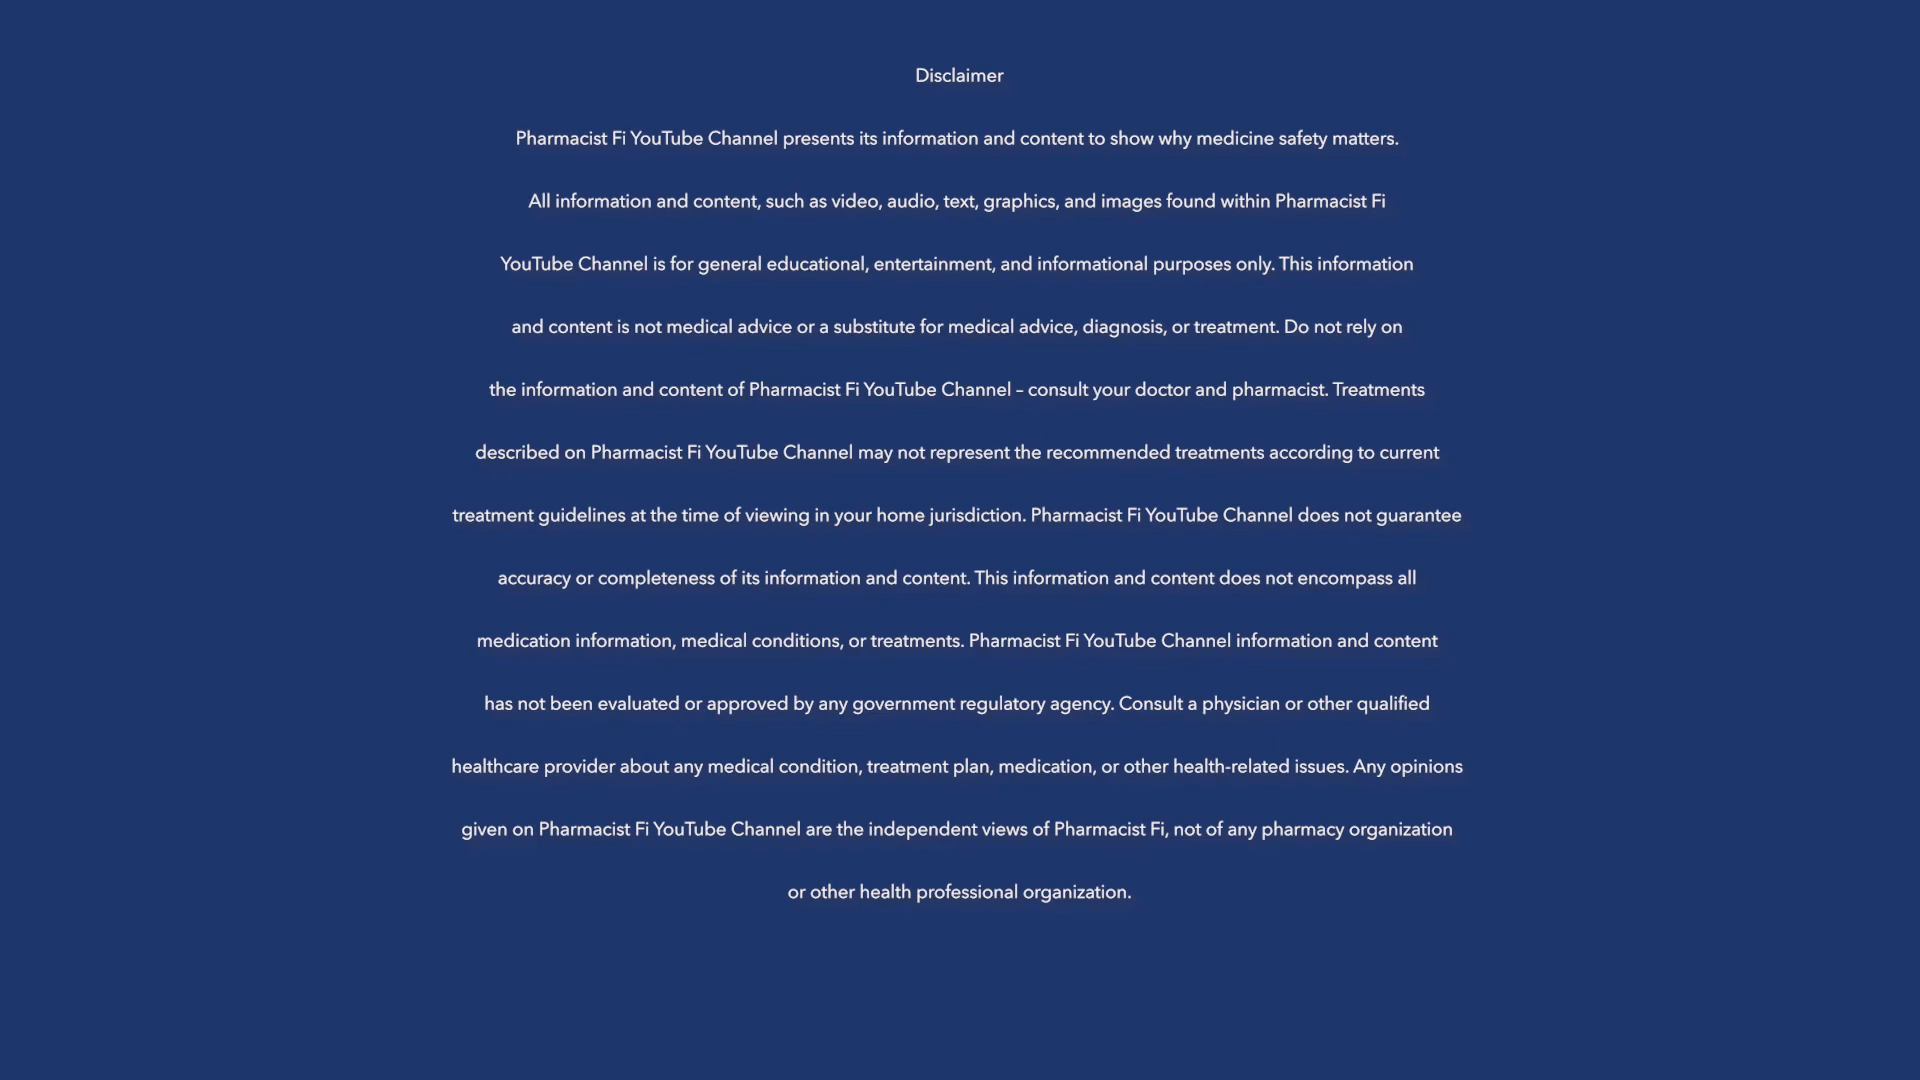 Disclaimer
Pharmacist Fi YouTube Channel presents its information and content to show why medicine safety matters.
All information and content, such as video, audio, text, graphics, and images found within Pharmacist Fi
YouTube Channel is for general educational, entertainment, and informational purposes only. This information
and content is not medical advice or a substitute for medical advice, diagnosis, or treatment. Do not rely on
the information and content of Pharmacist Fi YouTube Channel – consult your doctor and pharmacist. Treatments
described on Pharmacist Fi YouTube Channel may not represent the recommended treatments according to current
treatment guidelines at the time of viewing in your home jurisdiction. Pharmacist Fi YouTube Channel does not guarantee
accuracy or completeness of its information and content. This information and content does not encompass all
medication information, medical conditions, or treatments. Pharmacist Fi YouTube Channel information and content
has not been evaluated or approved by any government regulatory agency. Consult a physician or other qualified
healthcare provider about any medical condition, treatment plan, medication, or other health-related issues. Any opinions
given on Pharmacist Fi YouTube Channel are the independent views of Pharmacist Fi, not of any pharmacy organization
or other health professional organization.